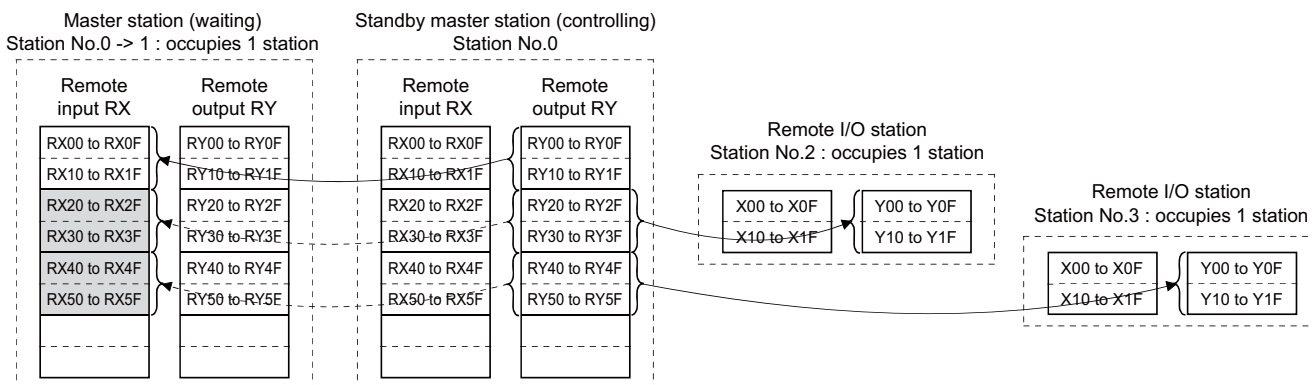 Master station (waiting)
Station No.0 -> 1 : occupies 1 station
Remote
input RX
Remote
output RY
RX00 to RX0F
RX10 to RX1F
RX20 to RX2F
RX30 to RX3F
RX40 to RX4F
RX50 to RX5F
RY00 to RY0F
RY10 to RY1F
RY20 to RY2F
RY30 to RY3F
RY40 to RY4F
RY50 to RY5F
Standby master station (controlling)
Station No.0
Remote
input RX
Remote
output RY
RX00 to RX0F
RX10 to RX1F
RX20 to RX2F
RX30 to RX3F
RX40 to RX4F
RX50 to RX5F
RY00 to RY0F
RY10 to RY1F
RY20 to RY2F
RY30 to RY3F
RY40 to RY4F
RY50 to RY5F
Remote I/O station
Station No.2 : occupies 1 station
X00 to X0F
X10 to X1F
Y00 to Y0F
Y10 to Y1F
Remote I/O station
Station No.3 : occupies 1 station
X00 to X0F
X10 to X1F
Y00 to Y0F
Y10 to Y1F